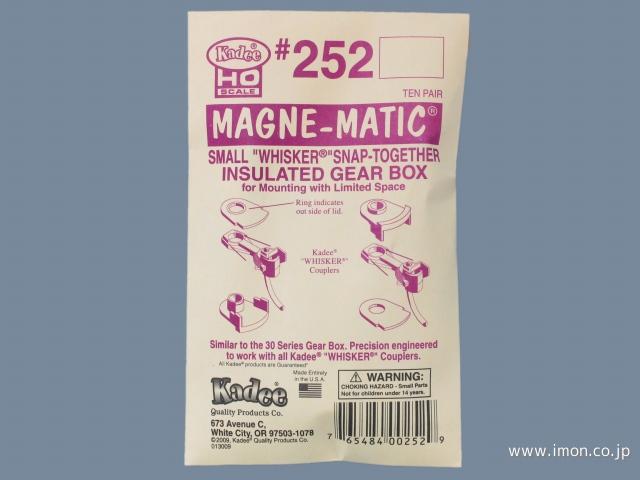 Kadee
HO
SCALE
#252
TEN PAIR
MAGNE-MATIC®
SMALL "WHISKER®" SNAP-TOGETHER
INSULATED GEAR BOX
for Mounting with Limited Space
Ring indicates
out side of lid.
Kadee®
"WHISKER®"
Couplers
Similar to the 30 Series Gear Box. Precision engineered
to work with all Kadee® "WHISKER®" Couplers.
All Kadee® products are Guaranteed"
Made Entirely
in the U.S.A.
Kadee
Quality Products Co.
673 Avenue C,
White City, OR 97503-1078
©2009, Kadee® Quality Products Co.
013009
WARNING:
CHOKING HAZARD - Small Parts
Not for children under 14 years.
7 65484 00252 9
www.imon.co.jp